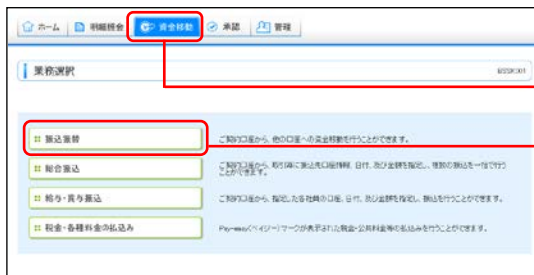 ホーム 明細照会 資金移動 承認 管理
業務選択
振込振替
ご契約口座から、他の口座への資金移動を行うことができます。
総合振込
ご契約口座から、取引毎に振込先口座情報、日付、及び金額を指定し、複数の振込を一括で行う
ことができます。
給与・賞与振込
ご契約口座から、指定した各社員の口座、日付、及び金額を指定し、振込を行うことができます。
税金・各種料金の払込み
Pay-easy(ペイジー)マークが表示された税金・公共料金等の払込みを行うことができます。